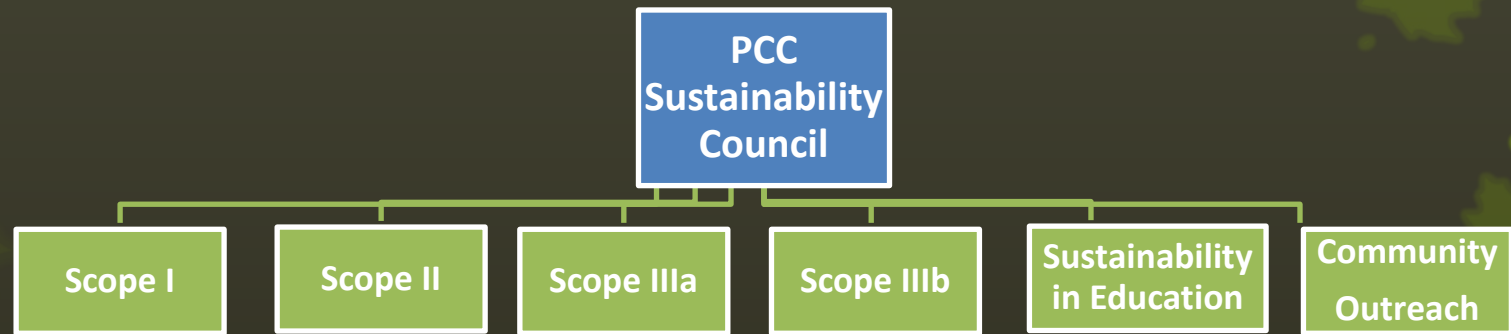 PCC
Sustainability
Council
Scope I
Scope II
Scope IIIa
Scope IIIb
Sustainability
in Education
Community
Outreach